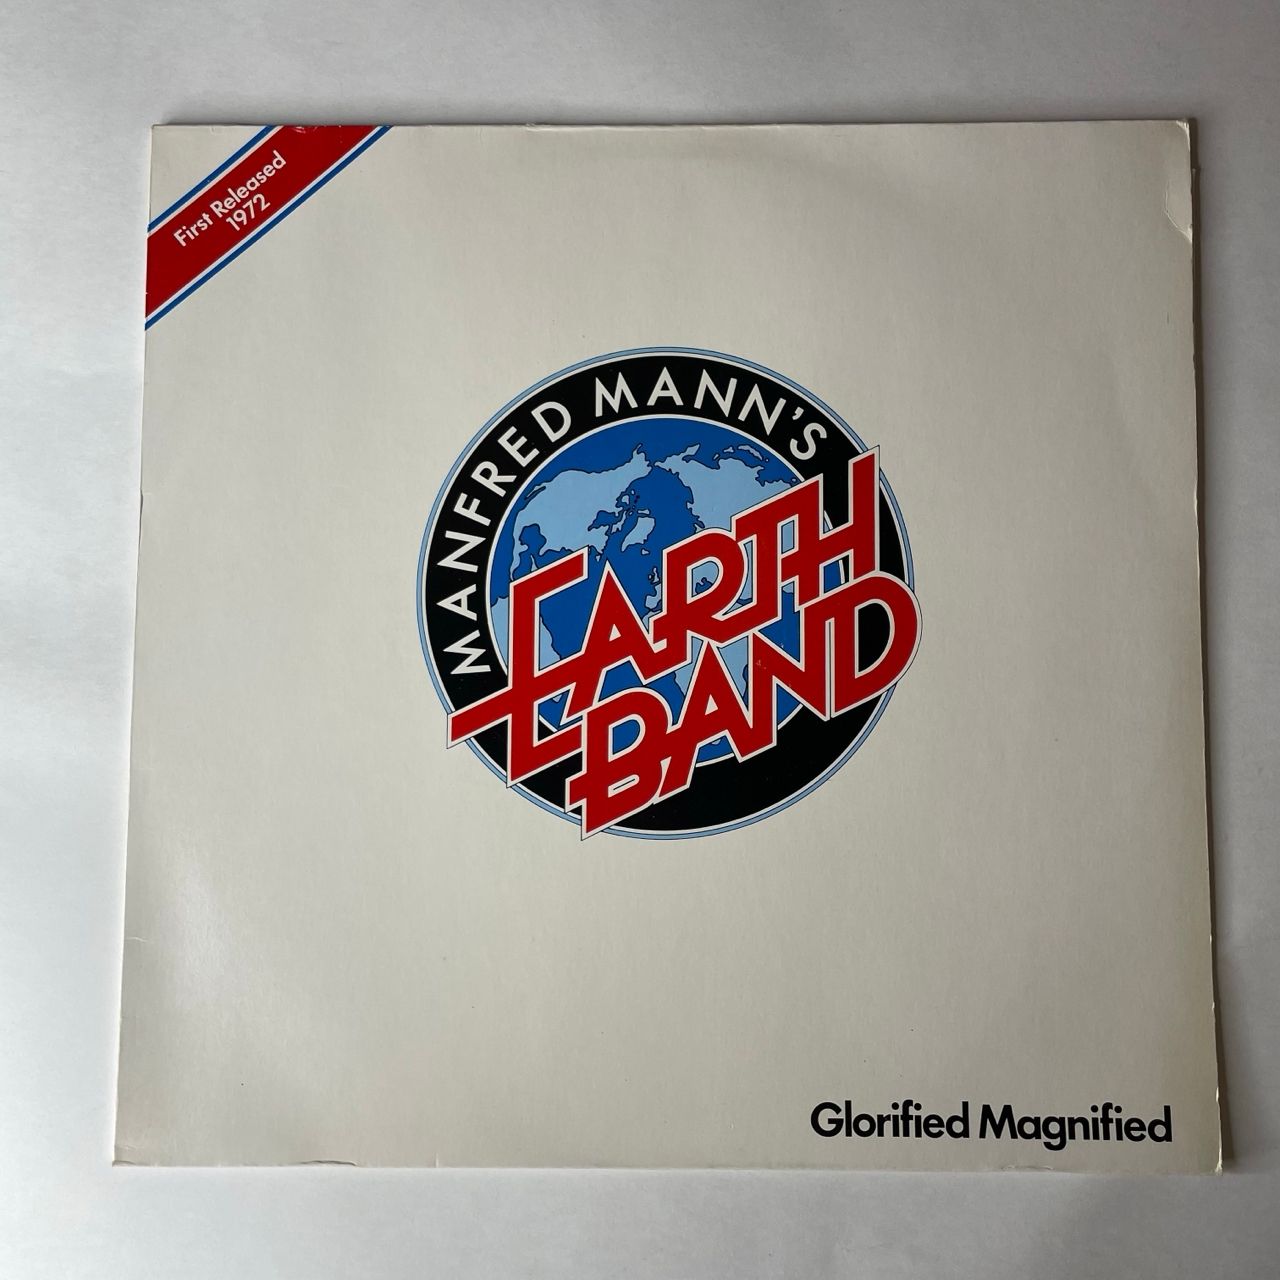 First Released
1972
MANFRED MANN'S
EARTH
BAND
Glorified Magnified